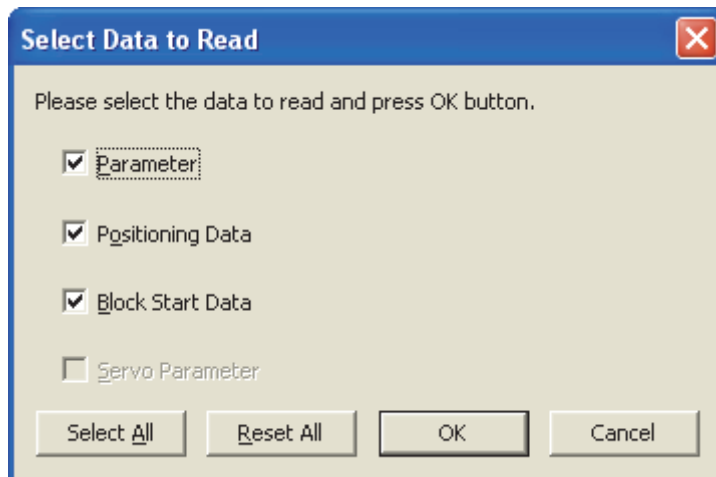 Select Data to Read
Please select the data to read and press OK button.
Parameter
Positioning Data
Block Start Data
Servo Parameter
Select All Reset All OK Cancel